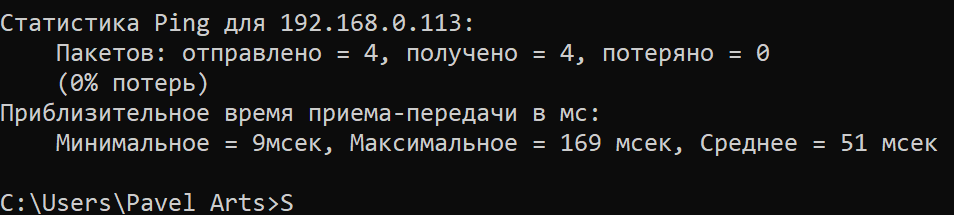 Статистика Ping для 192.168.0.113:
Пакетов: отправлено = 4, получено = 4, потеряно = 0
(0% потерь)
Приблизительное время приема-передачи в мс:
Минимальное = 9мсек, Максимальное = 169 мсек, Среднее = 51 мсек
C:\Users\Pavel Arts>S